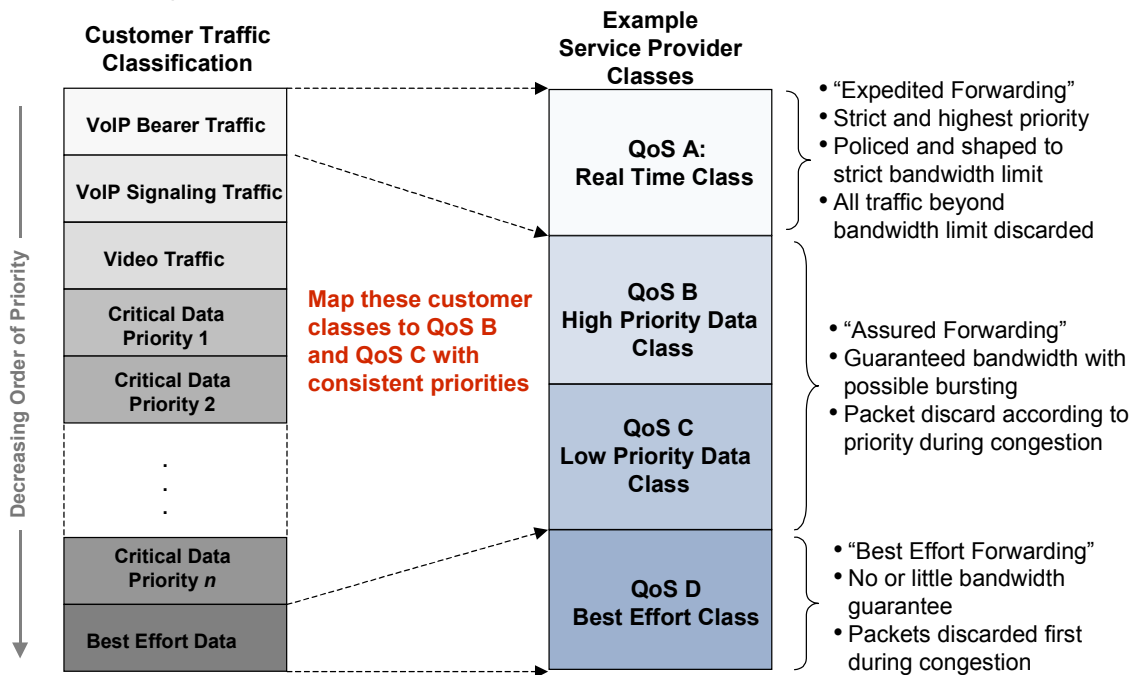 Customer Traffic
Classification
Example
Service Provider
Classes
Decreasing Order of Priority
VoIP Bearer Traffic
VoIP Signaling Traffic
Video Traffic
Critical Data
Priority 1
Critical Data
Priority 2
.
.
.
Critical Data
Priority n
Best Effort Data
Map these customer
classes to QoS B
and QoS C with
consistent priorities
QoS A:
Real Time Class
QoS B
High Priority Data
Class
QoS C
Low Priority Data
Class
QoS D
Best Effort Class
• “Expedited Forwarding”
• Strict and highest priority
• Policed and shaped to
strict bandwidth limit
• All traffic beyond
bandwidth limit discarded
• “Assured Forwarding”
• Guaranteed bandwidth with
possible bursting
• Packet discard according to
priority during congestion
• “Best Effort Forwarding”
• No or little bandwidth
guarantee
• Packets discarded first
during congestion